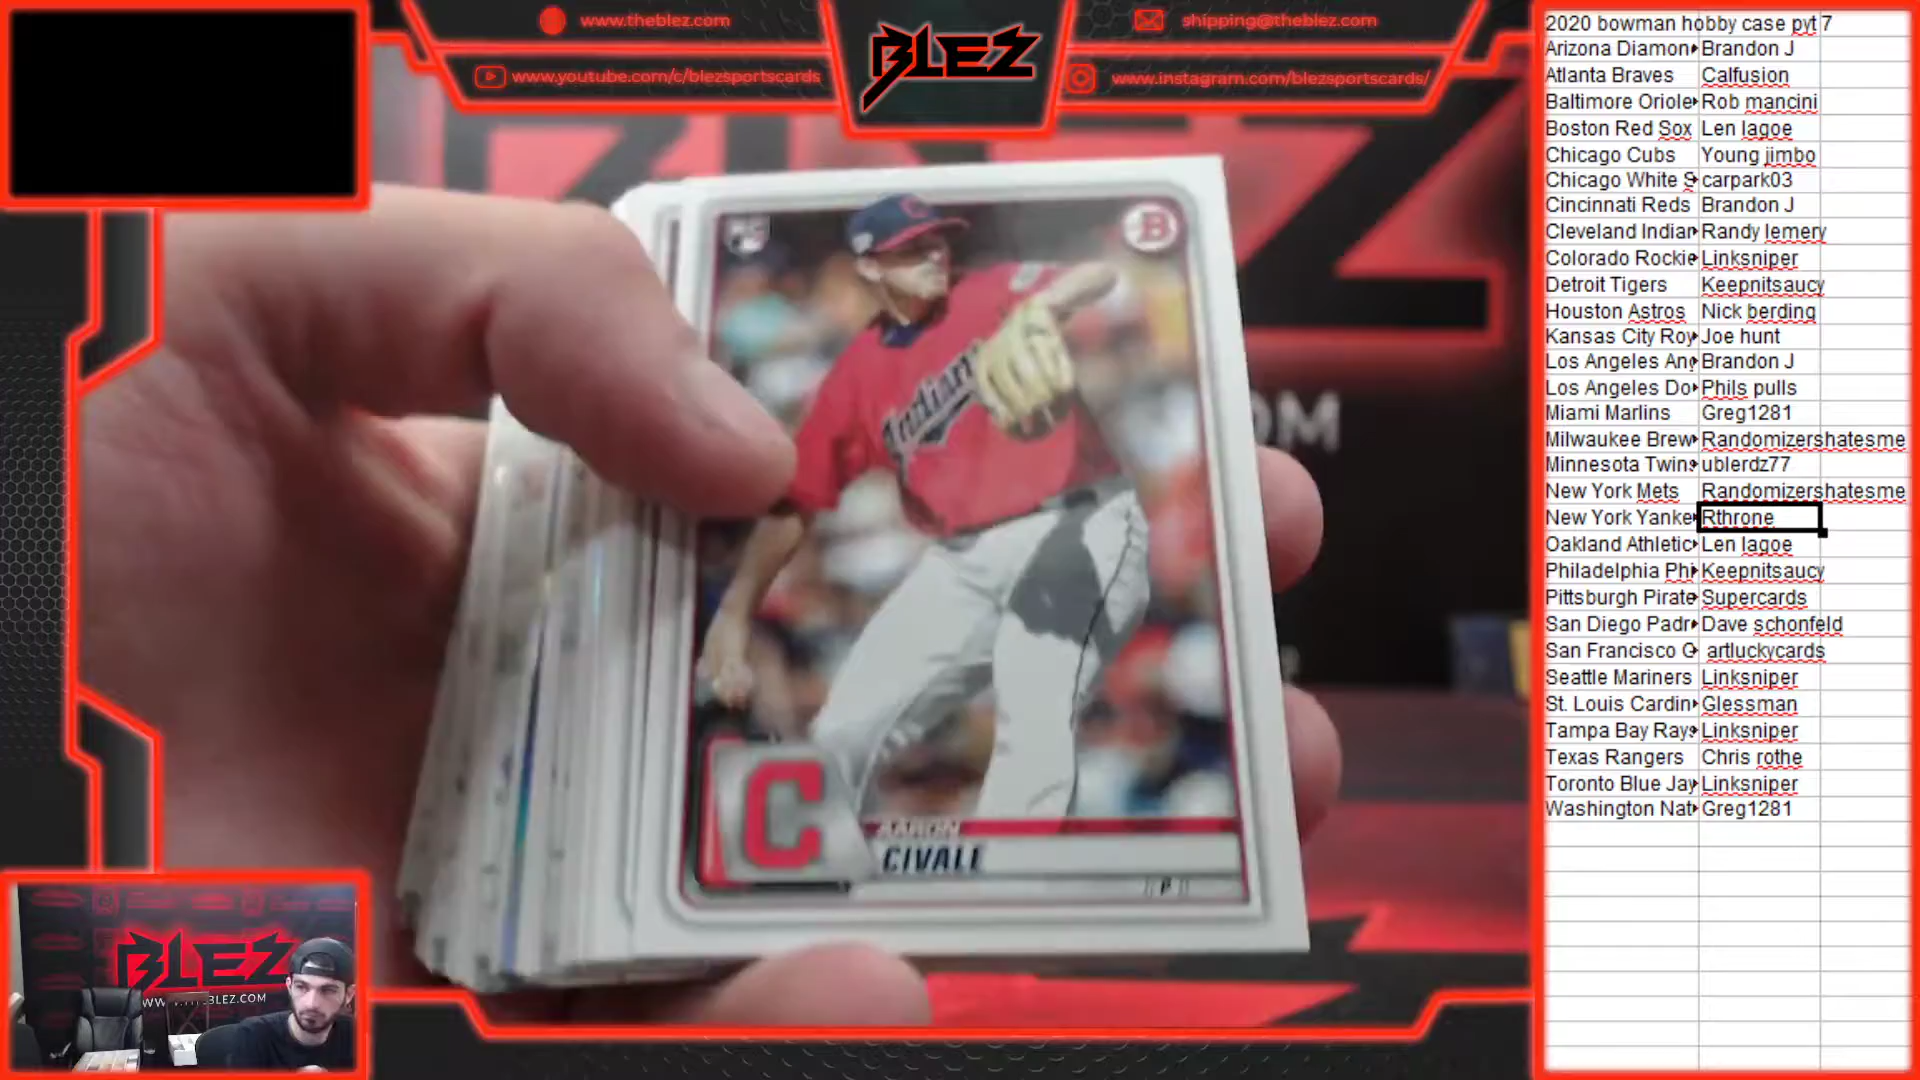 www.theblez.com
www.youtube.com/c/blezsportscards
BLEZ
shipping@theblez.com
www.instagram.com/blezsportscards/
RC
B
Indians
C
AARON
CIVALE
P
OM
BLEZ
2020 bowman hobby case pyt 7
Arizona Diamon Brandon J
Atlanta Braves Calfusion
Baltimore Oriole Rob mancini
Boston Red Sox Len lagoe
Chicago Cubs Young jimbo
Chicago White S carpark03
Cincinnati Reds Brandon J
Cleveland Indian Randy lemery
Colorado Rockie Linksniper
Detroit Tigers Keepnitsaucy
Houston Astros Nick berding
Kansas City Roy Joe hunt
Los Angeles Ang Brandon J
Los Angeles Do Phils pulls
Miami Marlins Greg1281
Milwaukee Brew Randomizershatesme
Minnesota Twins ublerdz77
New York Mets Randomizershatesme
New York Yanke Rthrone
Oakland Athletic Len lagoe
Philadelphia Phi Keepnitsaucy
Pittsburgh Pirate Supercards
San Diego Padr Dave schonfeld
San Francisco G artluckycards
Seattle Mariners Linksniper
St. Louis Cardin Glessman
Tampa Bay Rays Linksniper
Texas Rangers Chris rothe
Toronto Blue Jay Linksniper
Washington Nat Greg1281